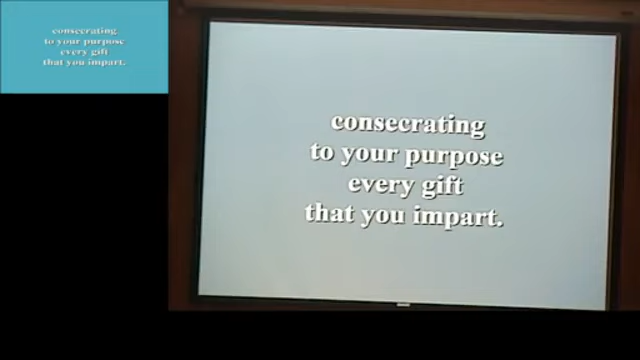 consecrating
to your purpose
every gift
that you impart.
consecrating
to your purpose
every gift
that you impart.